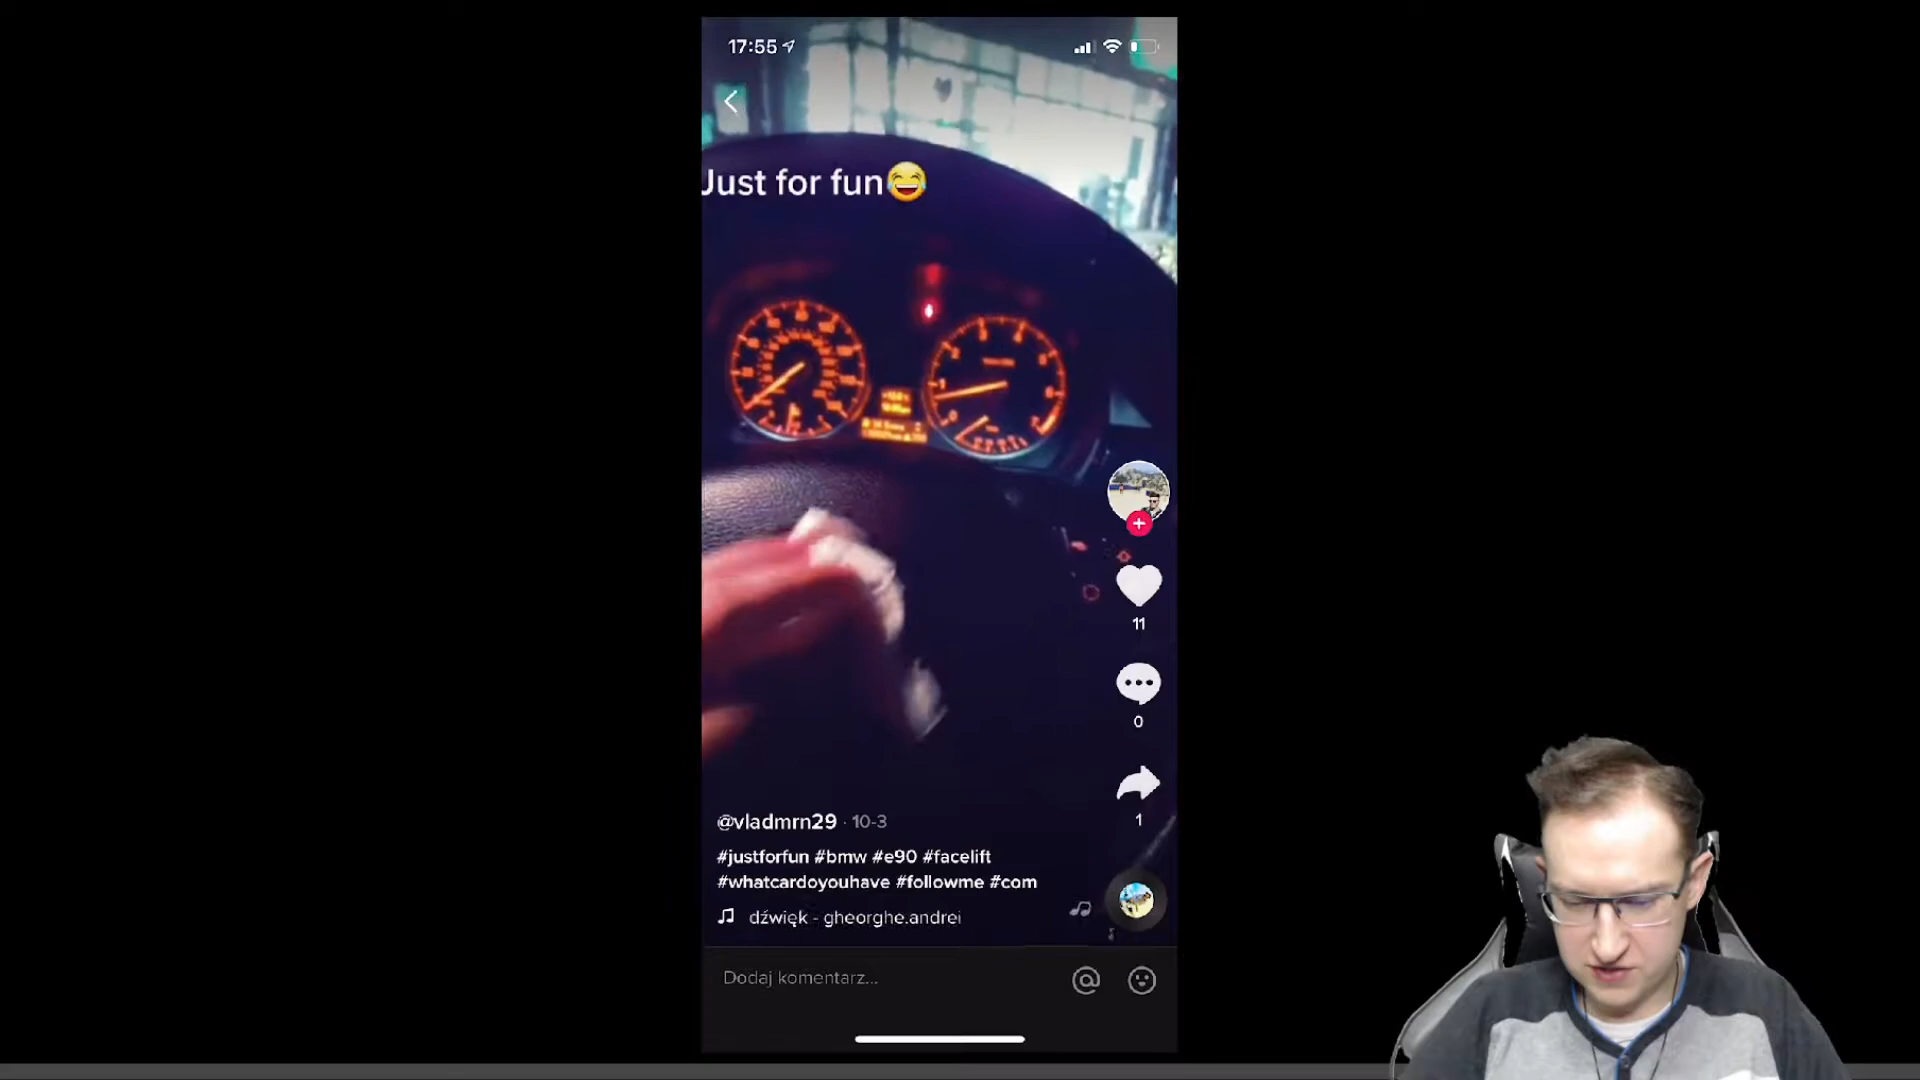 17:55
Just for fun😂
11
0
1
@vladmrn29 · 10-3
#justforfun #bmw #e90 #facelift
#whatcardoyouhave #followme #com
dźwięk - gheorghe.andrei
Dodaj komentarz...